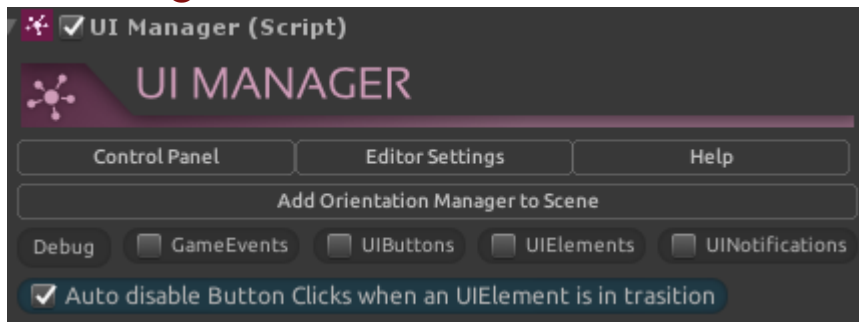 UI Manager (Script)
UI MANAGER
Control Panel Editor Settings Help
Add Orientation Manager to Scene
Debug GameEvents UIButtons UIElements UINotifications
Auto disable Button Clicks when an UIElement is in trasition